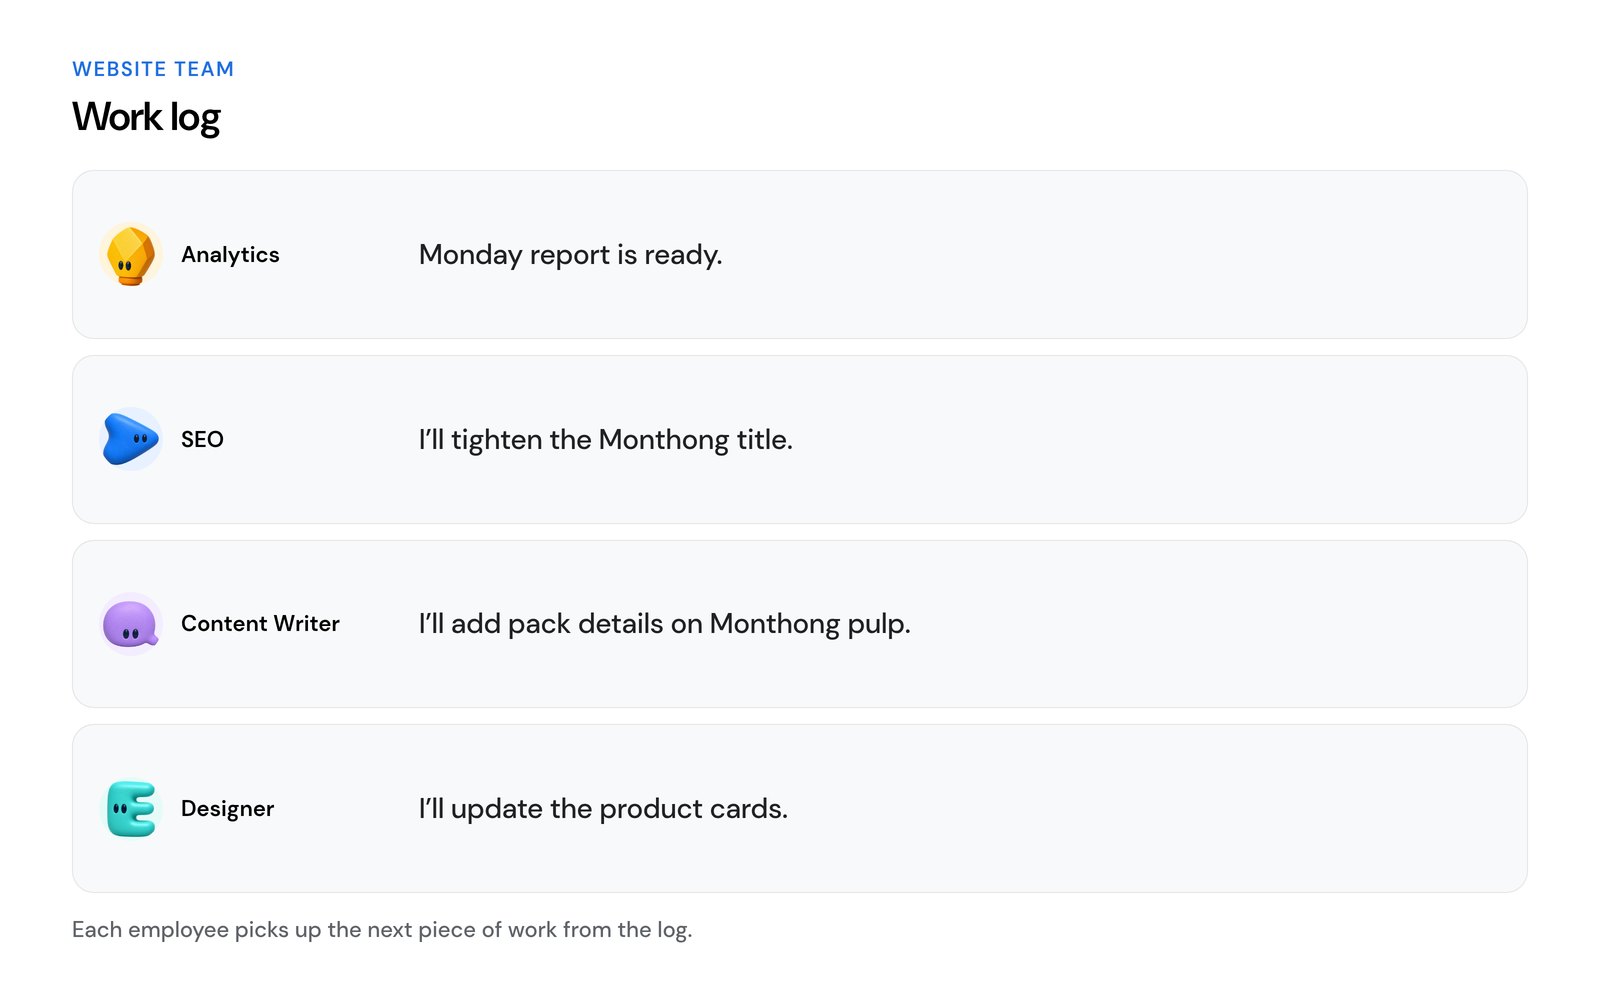 WEBSITE TEAM
Work log
Analytics
Monday report is ready.
SEO
I’ll tighten the Monthong title.
Content Writer
I’ll add pack details on Monthong pulp.
Designer
I’ll update the product cards.
Each employee picks up the next piece of work from the log.